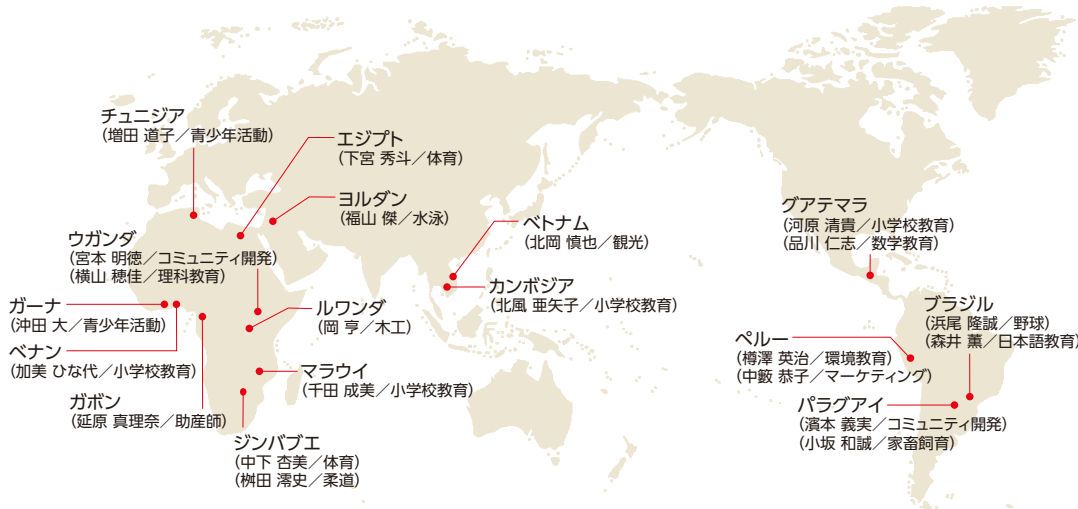 チュニジア
(増田 道子／青少年活動)
エジプト
(下宮 秀斗／体育)
ヨルダン
(福山 傑／水泳)
ウガンダ
(宮本 明徳／コミュニティ開発)
(横山 穂佳／理科教育)
ベトナム
(北岡 慎也／観光)
カンボジア
(北風 亜矢子／小学校教育)
ガーナ
(沖田 大／青少年活動)
ルワンダ
(岡 亨／木工)
ベナン
(加美 ひな代／小学校教育)
マラウイ
(千田 成美／小学校教育)
ガボン
(延原 真理奈／助産師)
ジンバブエ
(中下 杏美／体育)
(桝田 澪史／柔道)
グアテマラ
(河原 清貴／小学校教育)
(品川 仁志／数学教育)
ブラジル
(浜尾 隆誠／野球)
(森井 薫／日本語教育)
ペルー
(樽澤 英治／環境教育)
(中籔 恭子／マーケティング)
パラグアイ
(濱本 義実／コミュニティ開発)
(小坂 和誠／家畜飼育)